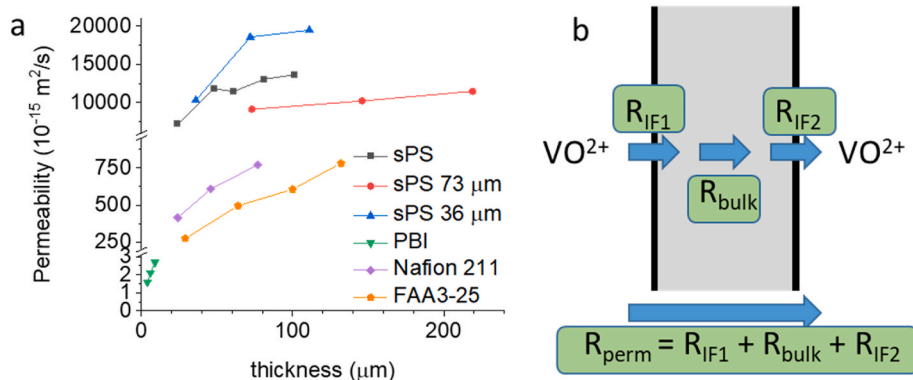 a
Permeability (10⁻¹⁵ m²/s)
20000
15000
10000
750
500
250
3
2
1
0
0
100
200
thickness (μm)
sPS
sPS 73 μm
sPS 36 μm
PBI
Nafion 211
FAA3-25
b
R_IF1
R_IF2
VO²⁺
VO²⁺
R_bulk
R_perm = R_IF1 + R_bulk + R_IF2